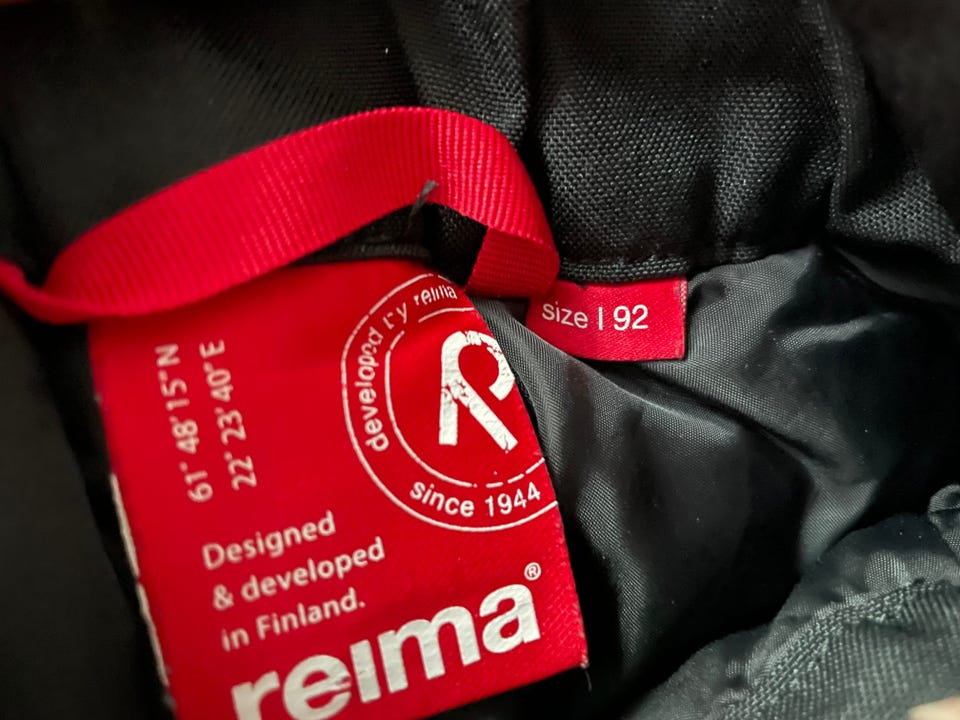 developed by reima
since 1944
size | 92
61° 48'15"N
22° 23'40"E
Designed
& developed
in Finland.
reima®